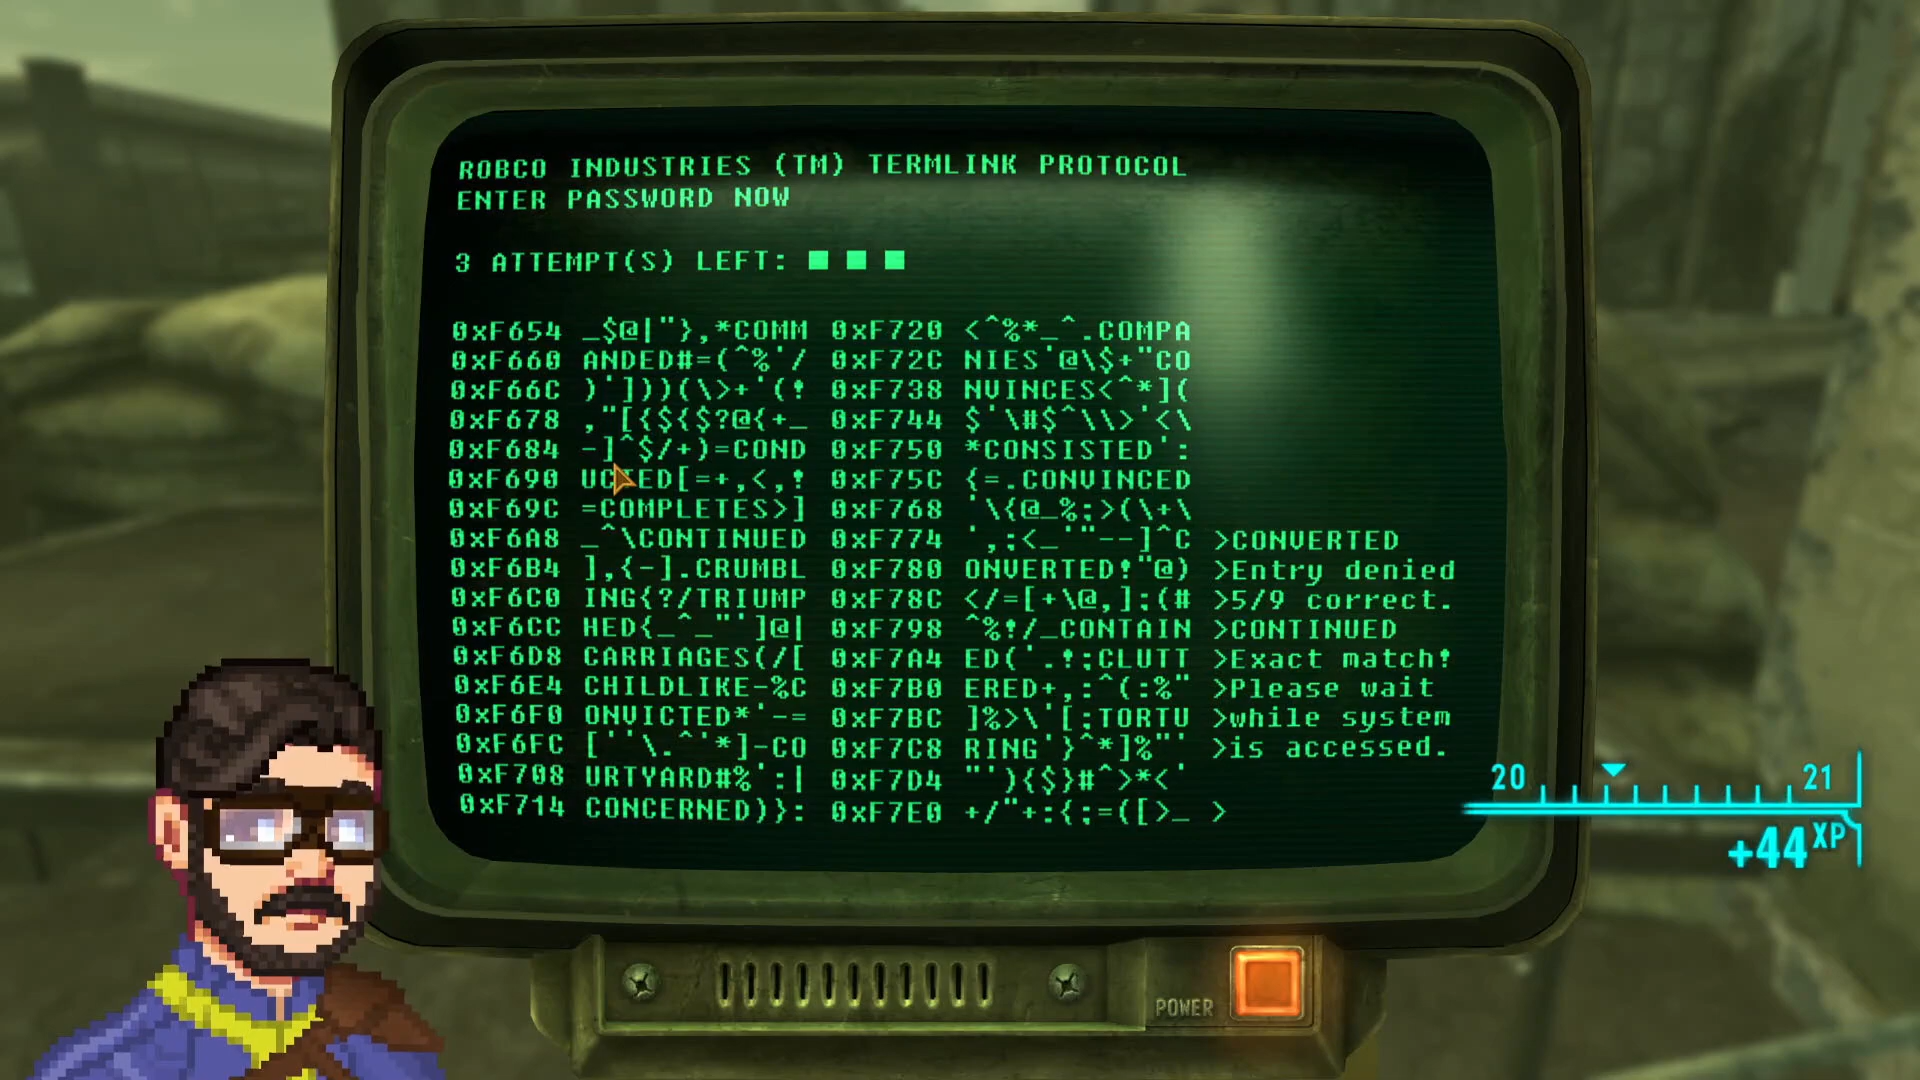 ROBCO INDUSTRIES (TM) TERMLINK PROTOCOL
ENTER PASSWORD NOW
3 ATTEMPT(S) LEFT: ■ ■ ■
0xF654 _$@|"},*COMM 0xF720 <^%*_^.COMPA
0xF660 ANDED#=(^%'/ 0xF72C NIES'@\$+"CO
0xF66C )']))(\>+'(! 0xF738 NVINCES<^*](
0xF678 ,"[{${$?@{+_ 0xF744 $'\#$^\\>'<\
0xF684 -]^$/+)=COND 0xF750 *CONSISTED':
0xF690 UCTED[=+,<,! 0xF75C {=.CONVINCED
0xF69C =COMPLETES>] 0xF768 '\{@_%;>(\+\
0xF6A8 _^\CONTINUED 0xF774 ',;<_'"--]^C >CONVERTED
0xF6B4 ],{-].CRUMBL 0xF780 ONVERTED!"@) >Entry denied
0xF6C0 ING{?/TRIUMP 0xF78C </=[+\@,];(# >5/9 correct.
0xF6CC HED{_^_"']@| 0xF798 ^%!/_CONTAIN >CONTINUED
0xF6D8 CARRIAGES(/[ 0xF7A4 ED('.!;CLUTT >Exact match!
0xF6E4 CHILDLIKE-%C 0xF7B0 ERED+,:^(:%" >Please wait
0xF6F0 ONVICTED*'-= 0xF7BC ]%>\'[;TORTU >while system
0xF6FC [''\.^'*]-CO 0xF7C8 RING'}^*]%"' >is accessed.
0xF708 URTYARD#%':| 0xF7D4 "'){$}#^>*<'
0xF714 CONCERNED)}: 0xF7E0 +/"+:{;=([>_ >
20 21
+44 XP
POWER